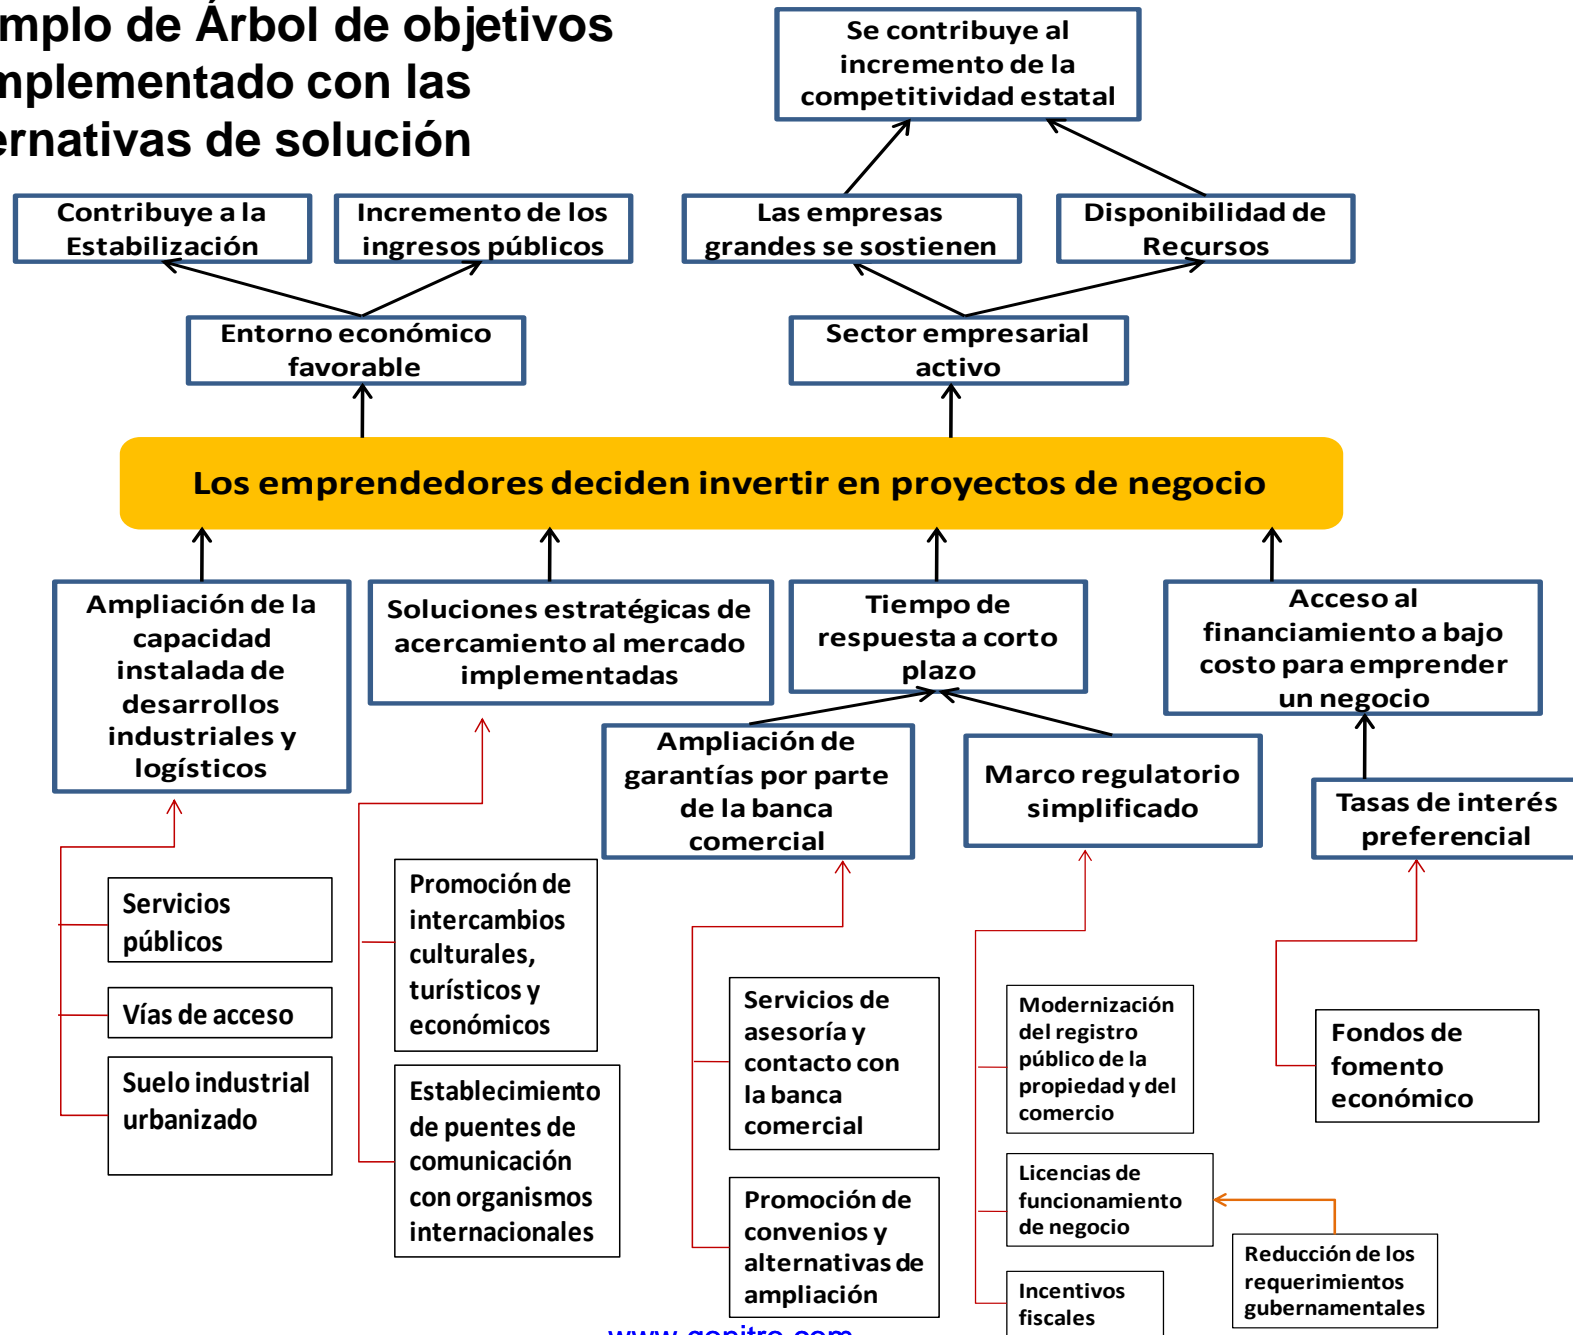 mplo de Árbol de objetivos
mplementado con las
ernativas de solución
Se contribuye al
incremento de la
competitividad estatal
Contribuye a la
Estabilización
Incremento de los
ingresos públicos
Las empresas
grandes se sostienen
Disponibilidad de
Recursos
Entorno económico
favorable
Sector empresarial
activo
Los emprendedores deciden invertir en proyectos de negocio
Ampliación de la
capacidad
instalada de
desarrollos
industriales y
logísticos
Soluciones estratégicas de
acercamiento al mercado
implementadas
Tiempo de
respuesta a corto
plazo
Acceso al
financiamiento a bajo
costo para emprender
un negocio
Ampliación de
garantías por parte
de la banca
comercial
Marco regulatorio
simplificado
Tasas de interés
preferencial
Servicios
públicos
Vías de acceso
Suelo industrial
urbanizado
Promoción de
intercambios
culturales,
turísticos y
económicos
Establecimiento
de puentes de
comunicación
con organismos
internacionales
Servicios de
asesoría y
contacto con
la banca
comercial
Promoción de
convenios y
alternativas de
ampliación
Modernización
del registro
público de la
propiedad y del
comercio
Licencias de
funcionamiento
de negocio
Incentivos
fiscales
Fondos de
fomento
económico
Reducción de los
requerimientos
gubernamentales
www.gonitro.com